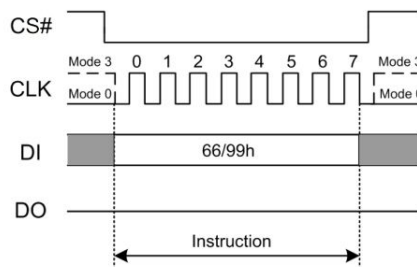 CS#
Mode 3 0 1 2 3 4 5 6 7 Mode 3
CLK
Mode 0 Mode 0
DI 66/99h
DO
Instruction